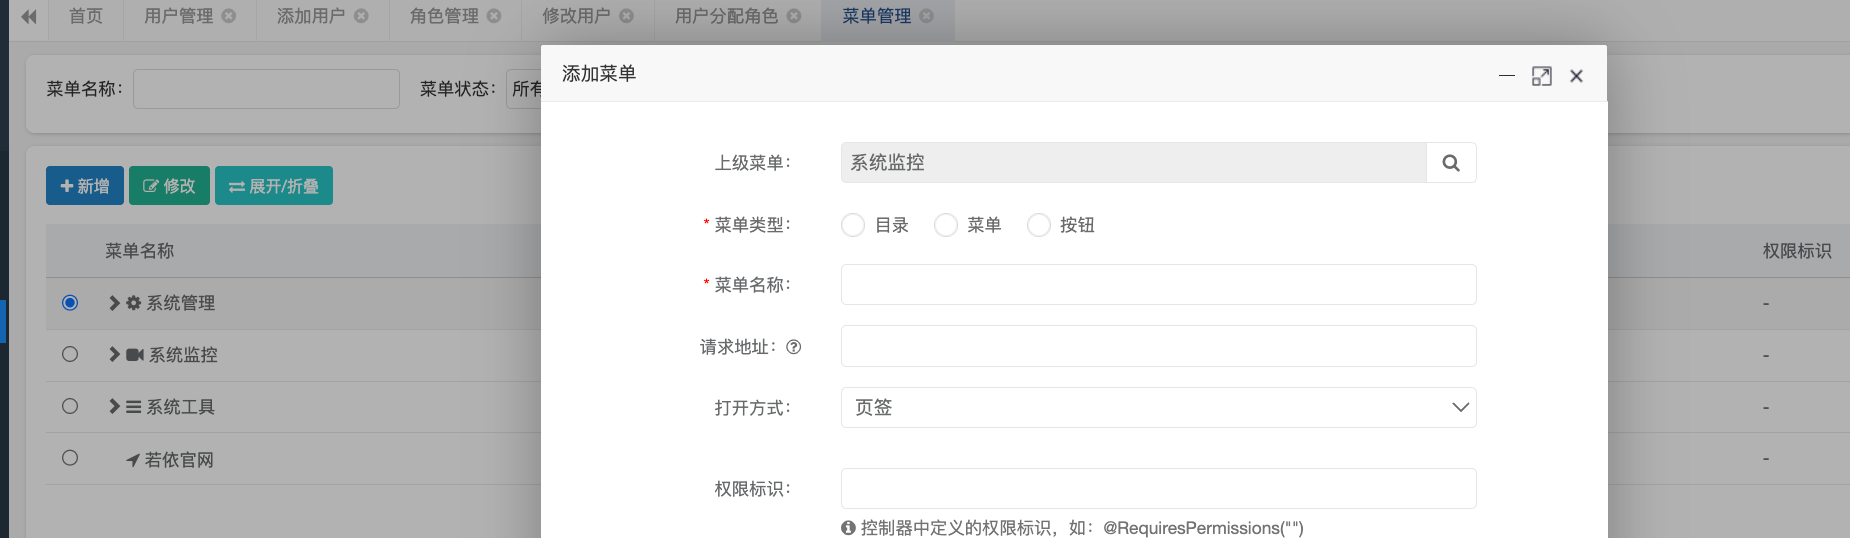 首页 用户管理 添加用户 角色管理 修改用户 用户分配角色 菜单管理
添加菜单
菜单名称： 菜单状态： 所有
上级菜单： 系统监控
新增 修改 展开/折叠
* 菜单类型： 目录 菜单 按钮
菜单名称 权限标识
* 菜单名称：
系统管理 -
请求地址：
系统监控 -
打开方式： 页签
系统工具 -
若依官网 -
权限标识：
控制器中定义的权限标识，如：@RequiresPermissions("")